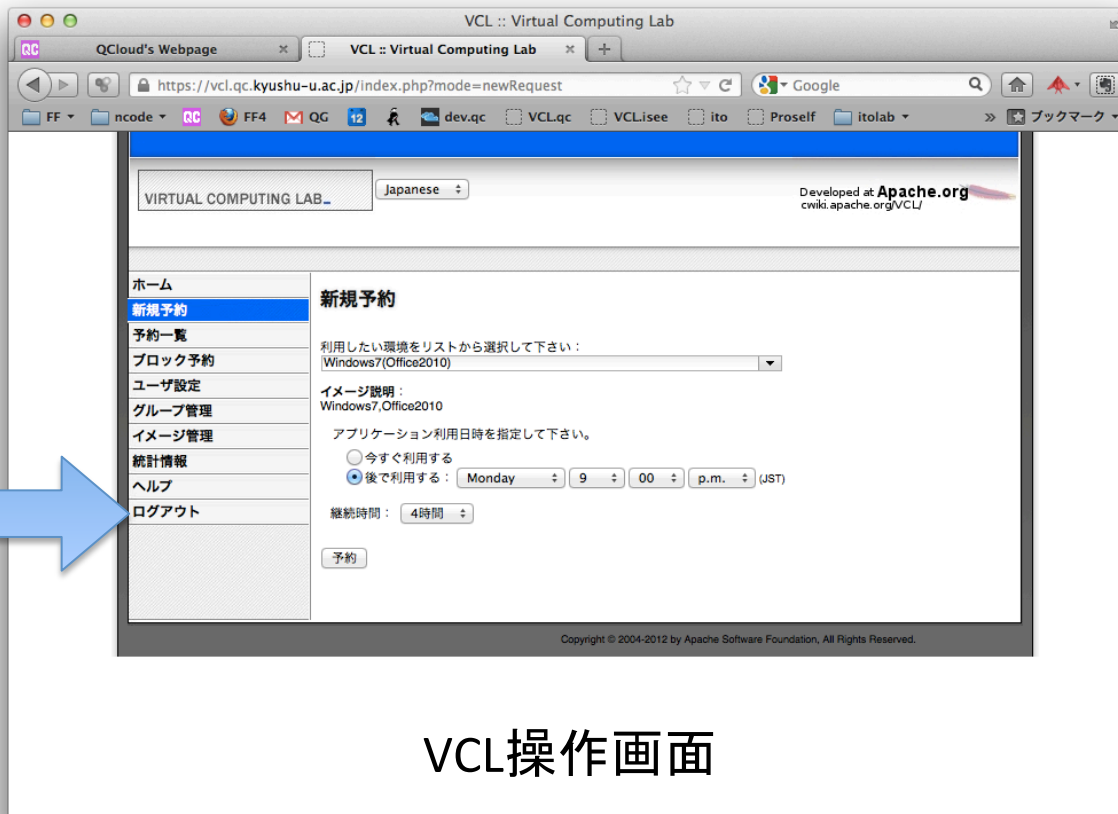 VCL :: Virtual Computing Lab
QC QCloud's Webpage × VCL :: Virtual Computing Lab × +
https://vcl.qc.kyushu-u.ac.jp/index.php?mode=newRequest Google
FF ncode QC FF4 QG 12 dev.qc VCL.qc VCL.isee ito Proself itolab » ブックマーク
VIRTUAL COMPUTING LAB_
Japanese
Developed at Apache.org
cwiki.apache.org/VCL/
ホーム
新規予約
予約一覧
ブロック予約
ユーザ設定
グループ管理
イメージ管理
統計情報
ヘルプ
ログアウト
新規予約
利用したい環境をリストから選択して下さい：
Windows7(Office2010)
イメージ説明：
Windows7,Office2010
アプリケーション利用日時を指定して下さい。
今すぐ利用する
後で利用する： Monday 9 00 p.m. (JST)
継続時間： 4時間
予約
Copyright © 2004-2012 by Apache Software Foundation, All Rights Reserved.
VCL操作画面